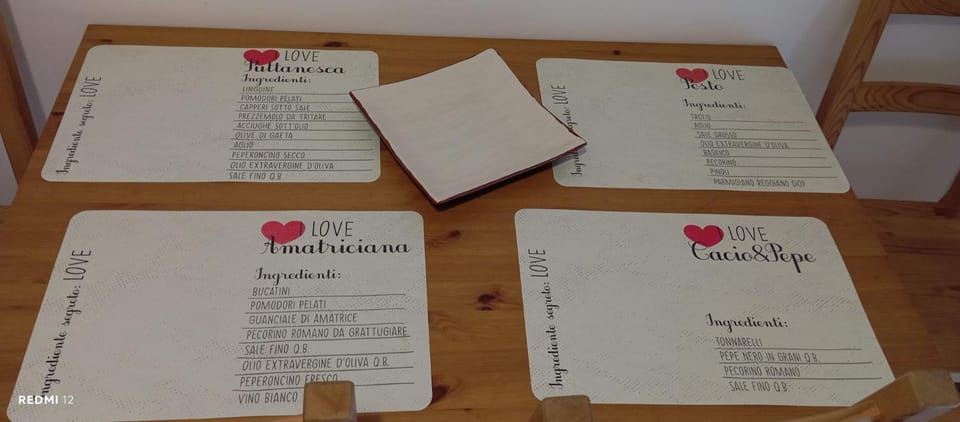 I LOVE
Puttanesca
Ingredienti:
LINGUINE
POMODORI PELATI
CAPPERI SOTTO SALE
PREZZEMOLO DA TRITARE
ACCIUGHE SOTT'OLIO
OLIVE DI GAETA
AGLIO
PEPERONCINO SECCO
OLIO EXTRAVERGINE D'OLIVA
SALE FINO Q.B.
Ingrediente segreto: LOVE
I LOVE
Pesto
Ingredienti:
TROFIE
AGLIO
SALE GROSSO
OLIO EXTRAVERGINE D'OLIVA
BASILICO
PECORINO
PINOLI
PARMIGIANO REGGIANO DOP
LOVE
I LOVE
Amatriciana
Ingredienti:
BUCATINI
POMODORI PELATI
GUANCIALE DI AMATRICE
PECORINO ROMANO DA GRATTUGIARE
SALE FINO Q.B.
OLIO EXTRAVERGINE D'OLIVA Q.B.
PEPERONCINO FRESCO
VINO BIANCO
Ingrediente segreto: LOVE
I LOVE
Cacio&Pepe
Ingredienti:
TONNARELLI
PEPE NERO IN GRANI Q.B.
PECORINO ROMANO
SALE FINO Q.B.
Ingrediente segreto: LOVE
REDMI 12